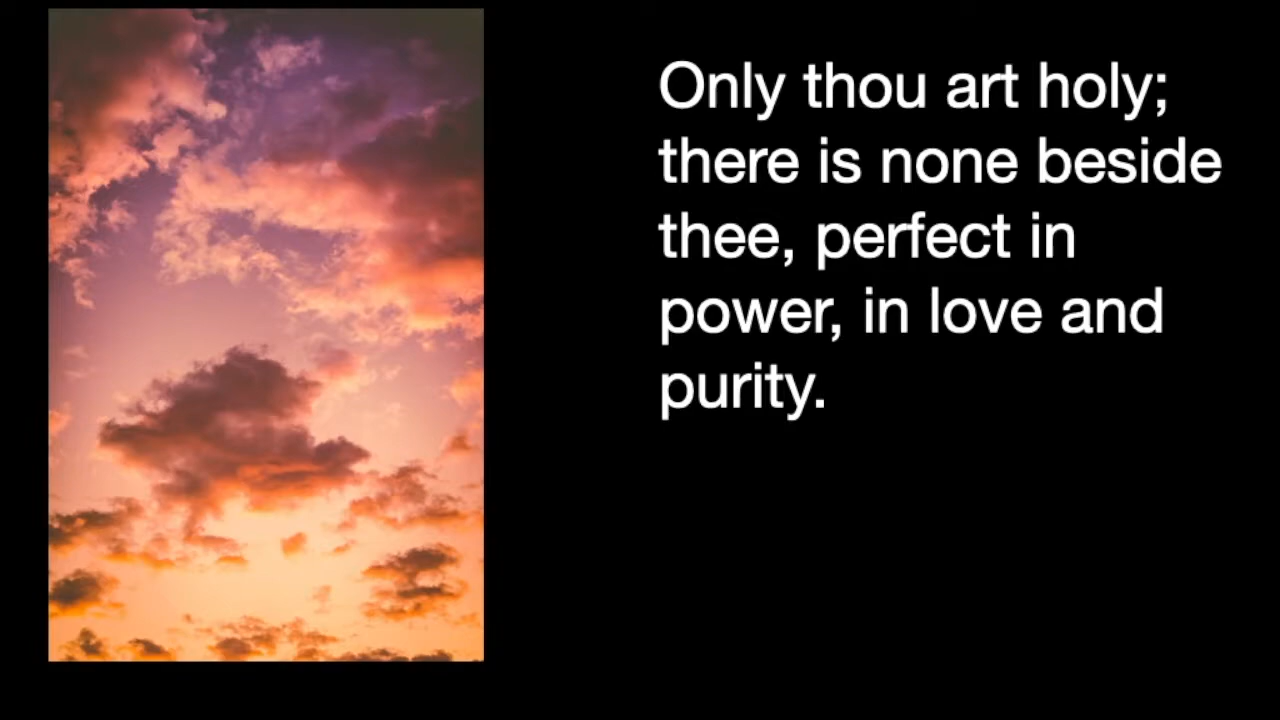 Only thou art holy;
there is none beside
thee, perfect in
power, in love and
purity.